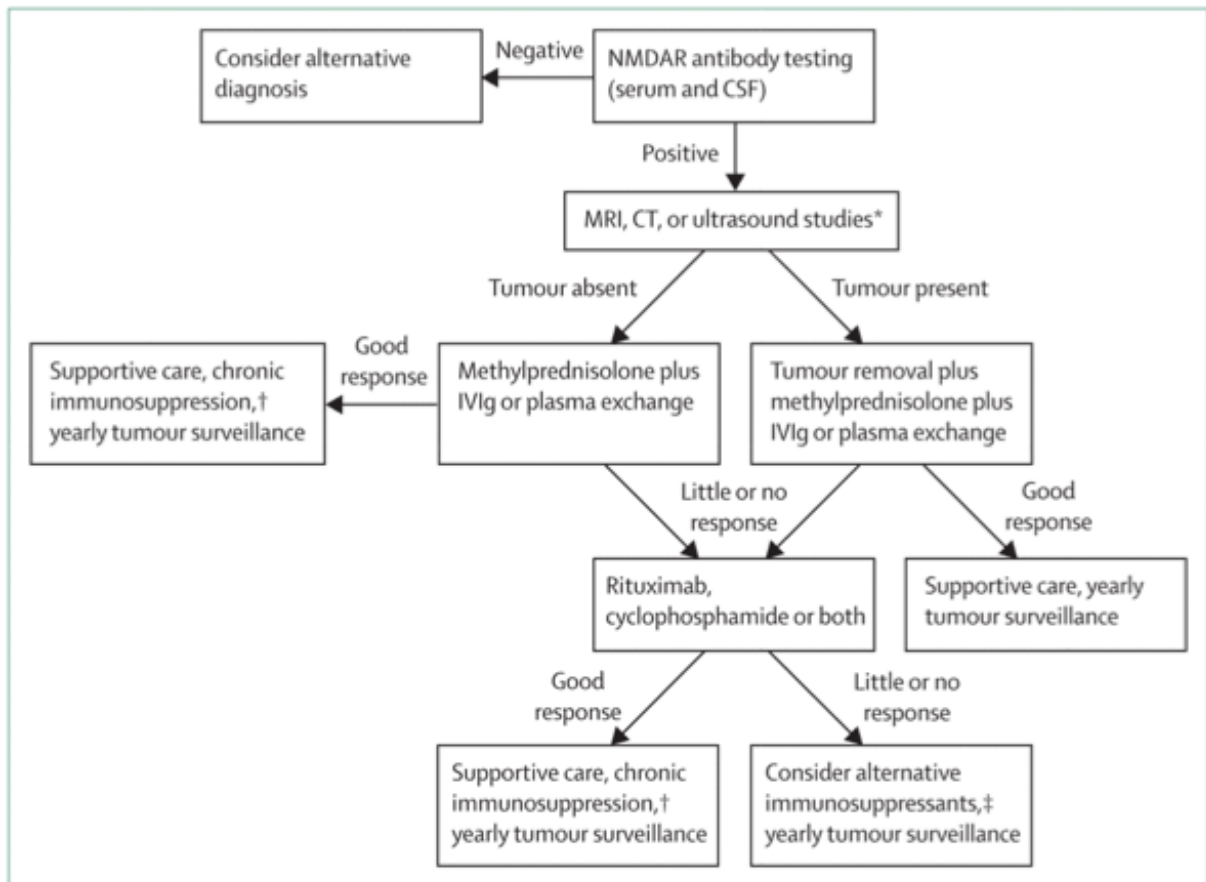 Consider alternative
diagnosis
Negative
NMDAR antibody testing
(serum and CSF)
Positive
MRI, CT, or ultrasound studies*
Tumour absent
Tumour present
Supportive care, chronic
immunosuppression,†
yearly tumour surveillance
Good
response
Methylprednisolone plus
IVIg or plasma exchange
Tumour removal plus
methylprednisolone plus
IVIg or plasma exchange
Little or no
response
Good
response
Rituximab,
cyclophosphamide or both
Supportive care, yearly
tumour surveillance
Good
response
Little or no
response
Supportive care, chronic
immunosuppression,†
yearly tumour surveillance
Consider alternative
immunosuppressants,‡
yearly tumour surveillance